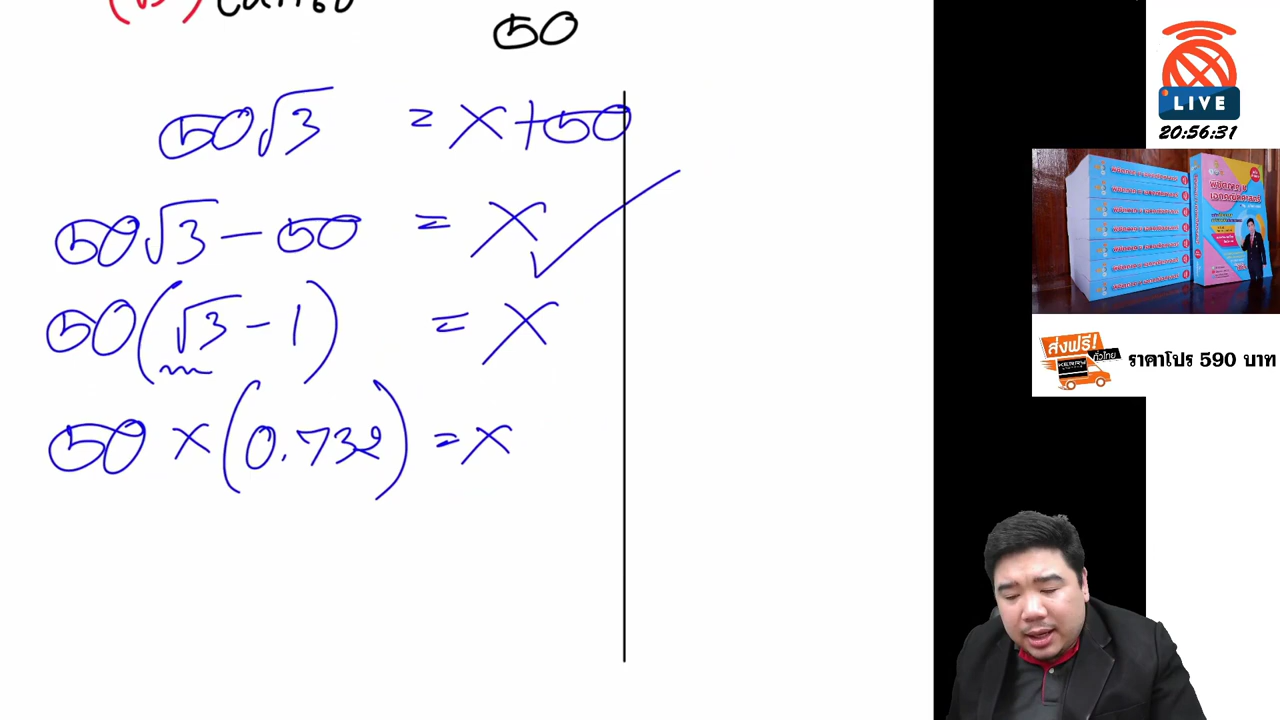 50
50√3 = x+50
50√3 - 50 = x ✓
50(√3 - 1) = x
50 × (0.732) = x
LIVE
20:56:31
ส่งฟรี!
ทั่วไทย
KERRY
ราคาโปร 590 บาท